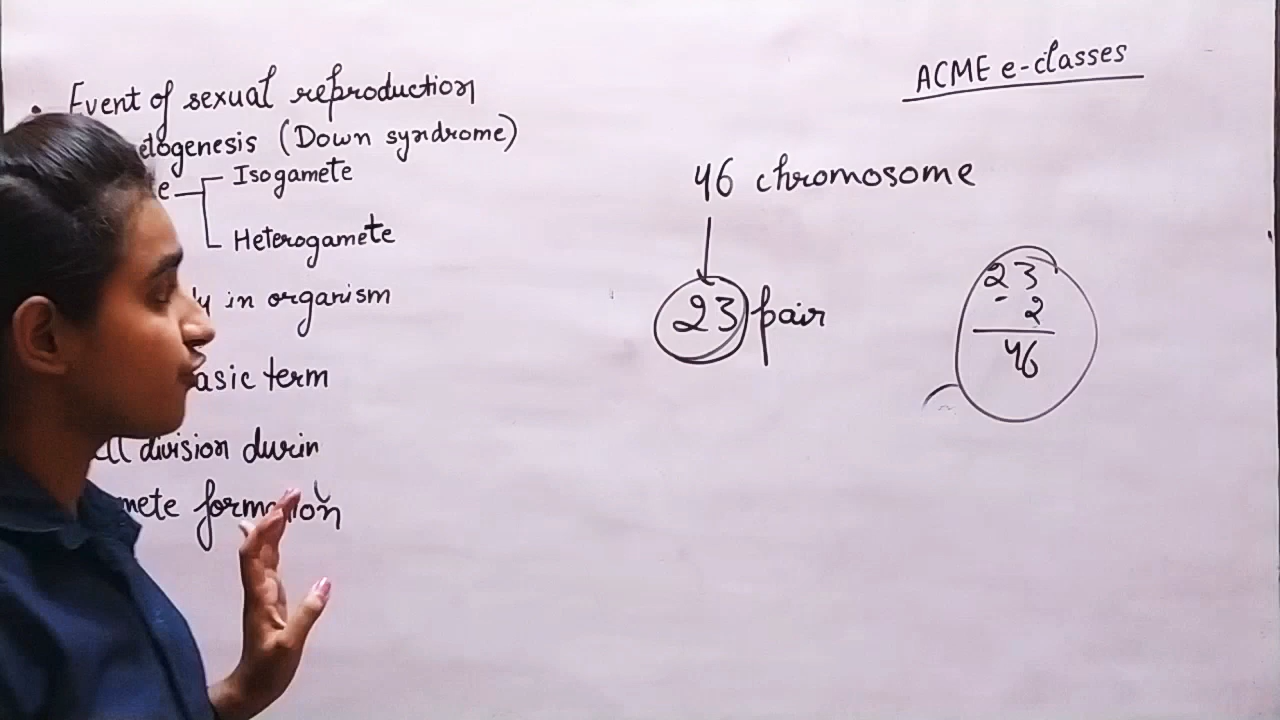 • Event of sexual reproduction
etogenesis (Down syndrome)
e Isogamete
Heterogamete
y in organism
asic term
ll division durin
mete formation
ACME e-classes
46 chromosome
23 pair
23
- 2
46